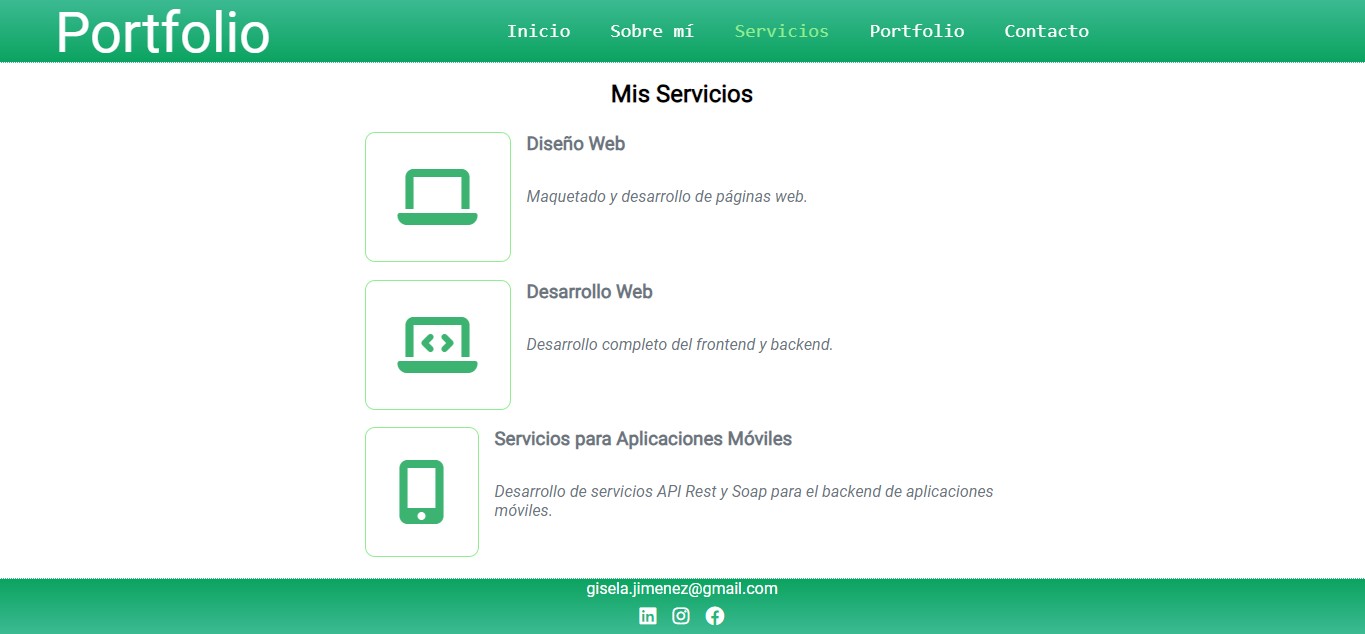 Portfolio
Inicio Sobre mí Servicios Portfolio Contacto
Mis Servicios
Diseño Web
Maquetado y desarrollo de páginas web.
Desarrollo Web
Desarrollo completo del frontend y backend.
Servicios para Aplicaciones Móviles
Desarrollo de servicios API Rest y Soap para el backend de aplicaciones
móviles.
gisela.jimenez@gmail.com